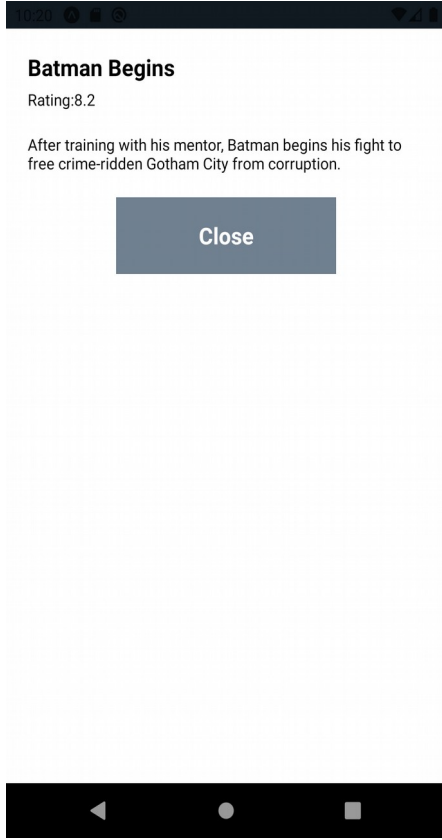 10:20
Batman Begins
Rating:8.2
After training with his mentor, Batman begins his fight to
free crime-ridden Gotham City from corruption.
Close